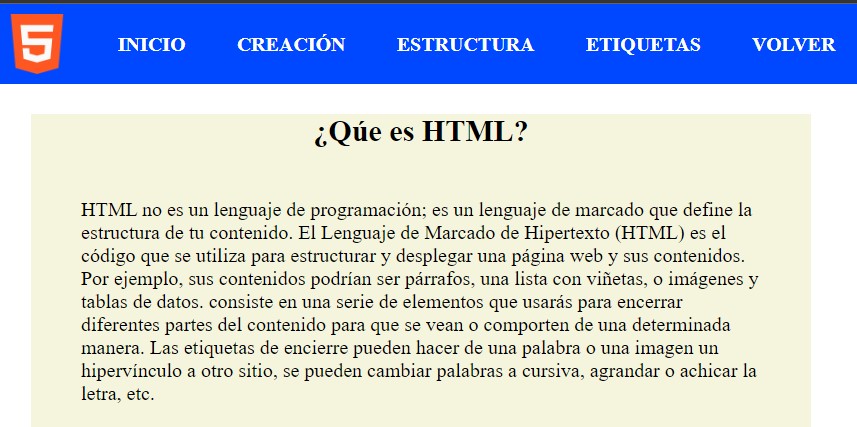 5
INICIO CREACIÓN ESTRUCTURA ETIQUETAS VOLVER
¿Qúe es HTML?
HTML no es un lenguaje de programación; es un lenguaje de marcado que define la
estructura de tu contenido. El Lenguaje de Marcado de Hipertexto (HTML) es el
código que se utiliza para estructurar y desplegar una página web y sus contenidos.
Por ejemplo, sus contenidos podrían ser párrafos, una lista con viñetas, o imágenes y
tablas de datos. consiste en una serie de elementos que usarás para encerrar
diferentes partes del contenido para que se vean o comporten de una determinada
manera. Las etiquetas de encierre pueden hacer de una palabra o una imagen un
hipervínculo a otro sitio, se pueden cambiar palabras a cursiva, agrandar o achicar la
letra, etc.